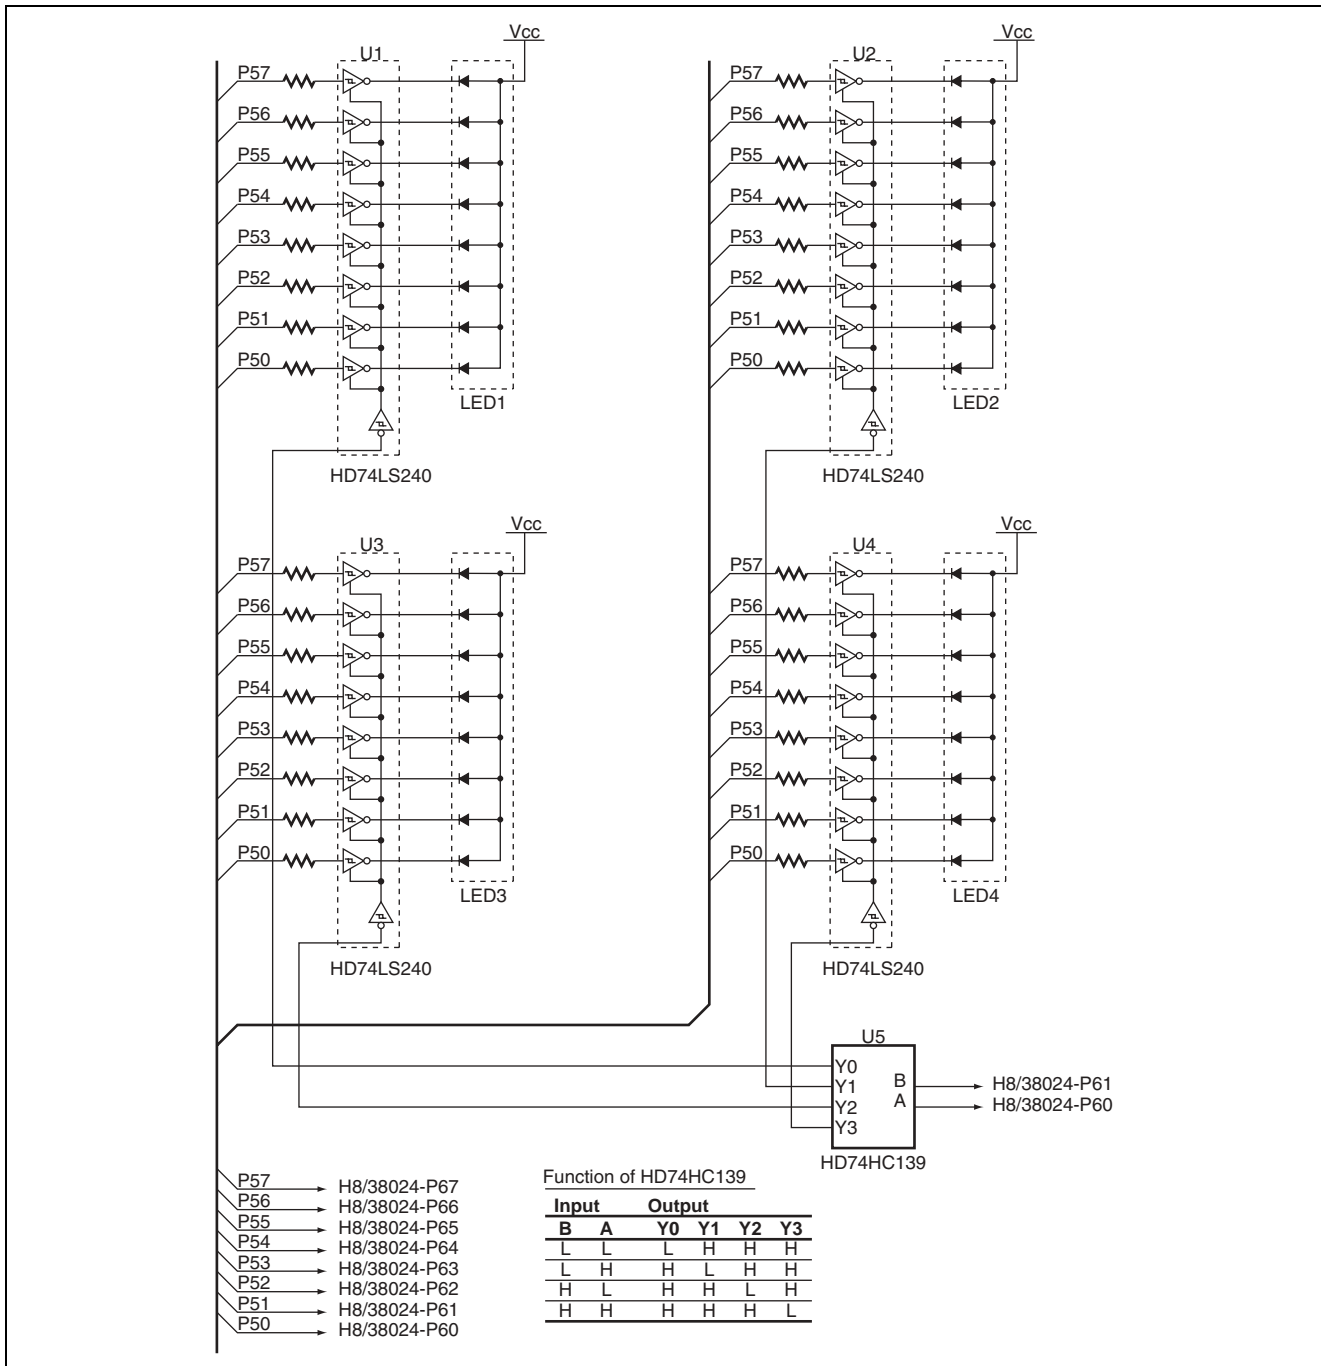 Vcc
Vcc
U1
U2
P57
P56
P55
P54
P53
P52
P51
P50
LED1
HD74LS240
P57
P56
P55
P54
P53
P52
P51
P50
LED2
HD74LS240
Vcc
Vcc
U3
U4
P57
P56
P55
P54
P53
P52
P51
P50
LED3
HD74LS240
P57
P56
P55
P54
P53
P52
P51
P50
LED4
HD74LS240
U5
Y0
Y1
Y2
Y3
B
A
H8/38024-P61
H8/38024-P60
HD74HC139
P57 H8/38024-P67
P56 H8/38024-P66
P55 H8/38024-P65
P54 H8/38024-P64
P53 H8/38024-P63
P52 H8/38024-P62
P51 H8/38024-P61
P50 H8/38024-P60
Function of HD74HC139
Input Output
B A Y0 Y1 Y2 Y3
L L L H H H
L H H L H H
H L H H L H
H H H H H L